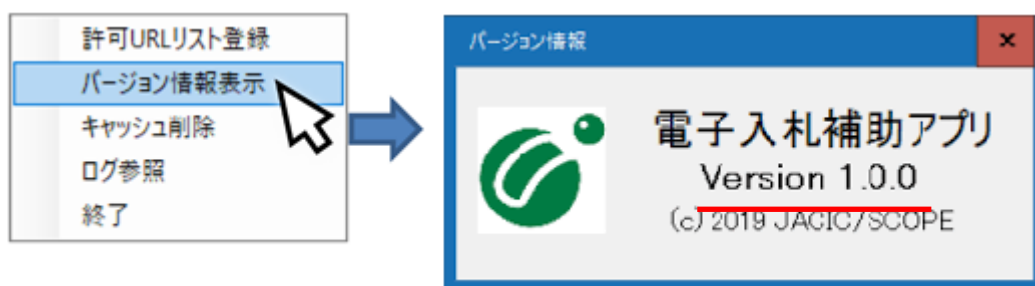 許可URLリスト登録
バージョン情報表示
キャッシュ削除
ログ参照
終了
バージョン情報
×
電子入札補助アプリ
Version 1.0.0
(c) 2019 JACIC/SCOPE